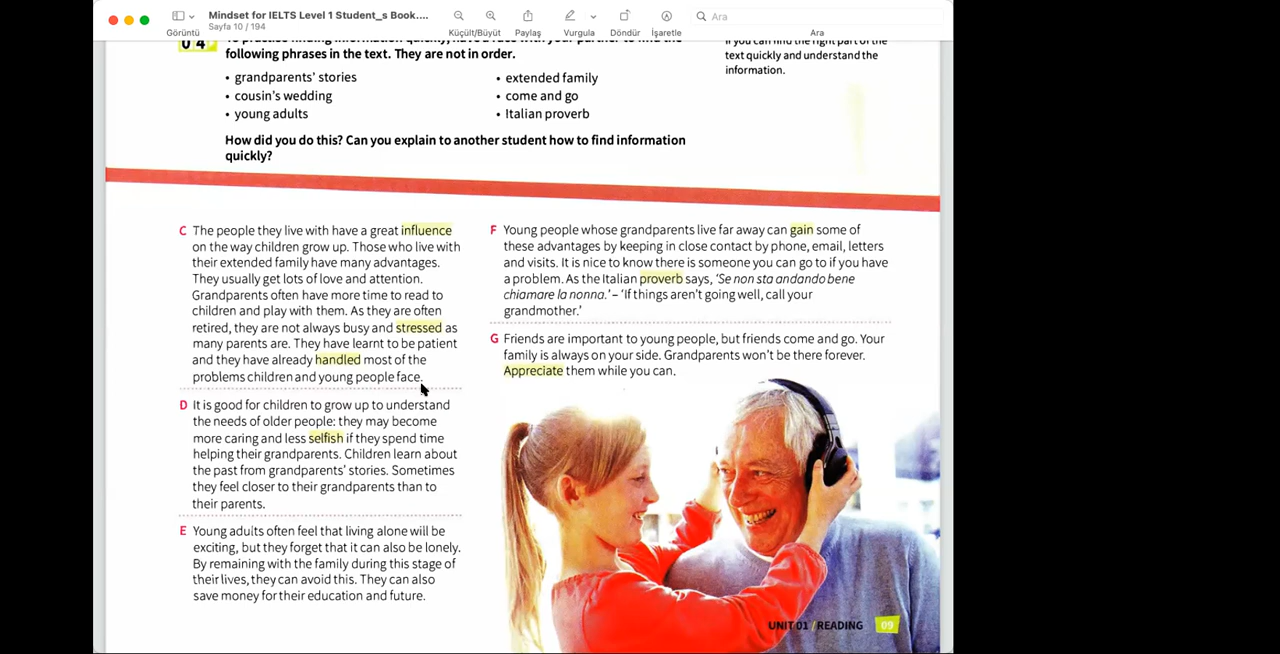 Mindset for IELTS Level 1 Student_s Book....
Sayfa 10 / 194
Görüntü
Küçült/Büyüt
Paylaş
Vurgula
Döndür
İşaretle
Ara
Ara
04
following phrases in the text. They are not in order.
• grandparents' stories
• cousin's wedding
• young adults
• extended family
• come and go
• Italian proverb
How did you do this? Can you explain to another student how to find information
quickly?
if you can find the right part of the
text quickly and understand the
information.
C The people they live with have a great influence
on the way children grow up. Those who live with
their extended family have many advantages.
They usually get lots of love and attention.
Grandparents often have more time to read to
children and play with them. As they are often
retired, they are not always busy and stressed as
many parents are. They have learnt to be patient
and they have already handled most of the
problems children and young people face.
D It is good for children to grow up to understand
the needs of older people: they may become
more caring and less selfish if they spend time
helping their grandparents. Children learn about
the past from grandparents' stories. Sometimes
they feel closer to their grandparents than to
their parents.
E Young adults often feel that living alone will be
exciting, but they forget that it can also be lonely.
By remaining with the family during this stage of
their lives, they can avoid this. They can also
save money for their education and future.
F Young people whose grandparents live far away can gain some of
these advantages by keeping in close contact by phone, email, letters
and visits. It is nice to know there is someone you can go to if you have
a problem. As the Italian proverb says, 'Se non sta andando bene
chiamare la nonna.' – 'If things aren't going well, call your
grandmother.'
G Friends are important to young people, but friends come and go. Your
family is always on your side. Grandparents won't be there forever.
Appreciate them while you can.
UNIT 01 / READING 09